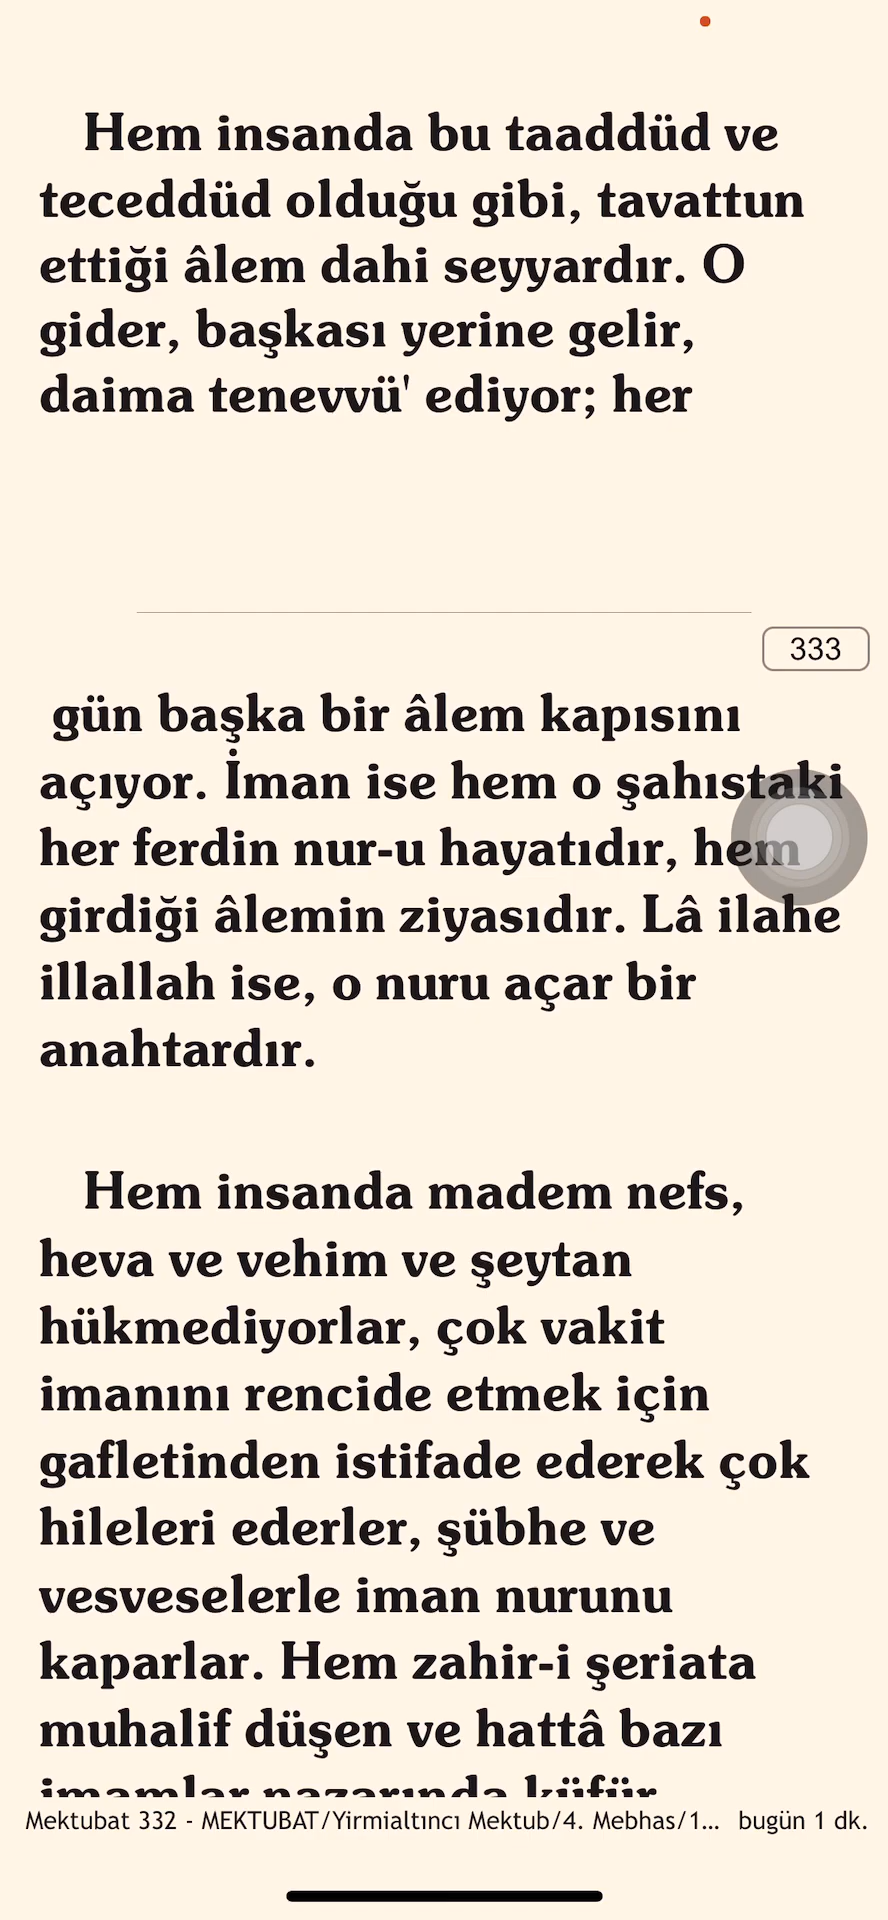 Hem insanda bu taaddüd ve
teceddüd olduğu gibi, tavattun
ettiği âlem dahi seyyardır. O
gider, başkası yerine gelir,
daima tenevvü' ediyor; her
333
gün başka bir âlem kapısını
açıyor. İman ise hem o şahıstaki
her ferdin nur-u hayatıdır, hem
girdiği âlemin ziyasıdır. Lâ ilahe
illallah ise, o nuru açar bir
anahtardır.
Hem insanda madem nefs,
heva ve vehim ve şeytan
hükmediyorlar, çok vakit
imanını rencide etmek için
gafletinden istifade ederek çok
hileleri ederler, şübhe ve
vesveselerle iman nurunu
kaparlar. Hem zahir-i şeriata
muhalif düşen ve hattâ bazı
imamlar nazarında küfür
Mektubat 332 - MEKTUBAT/Yirmialtıncı Mektub/4. Mebhas/1... bugün 1 dk.